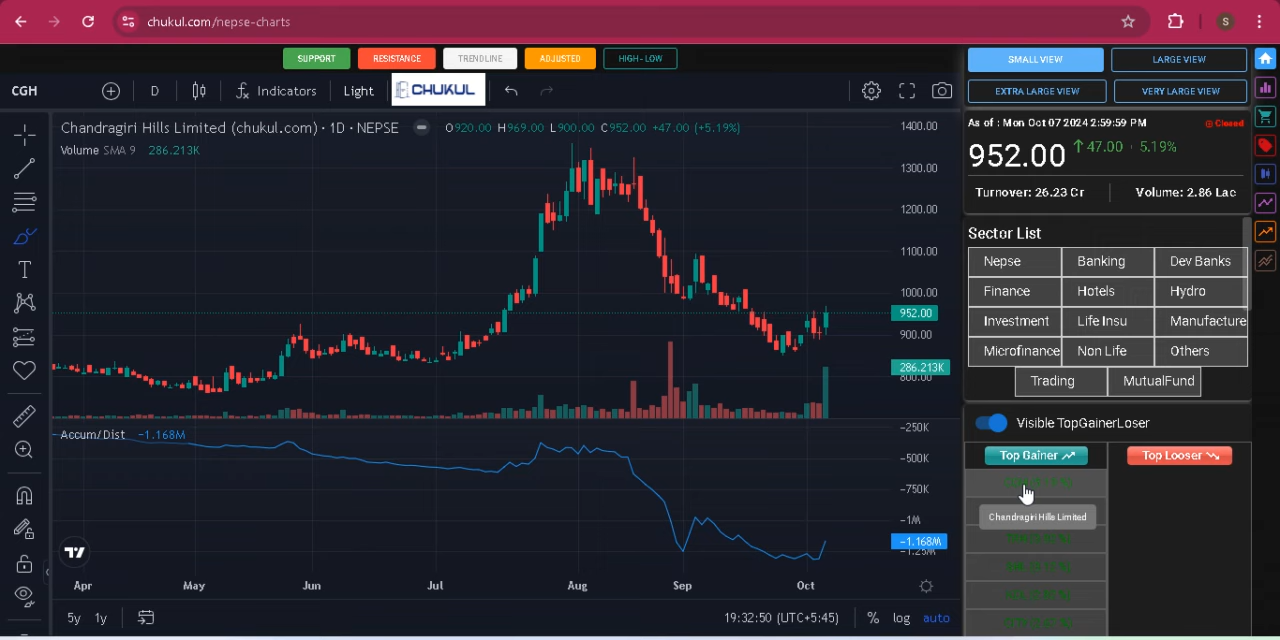 chukul.com/nepse-charts
S
SUPPORT RESISTANCE TRENDLINE ADJUSTED HIGH-LOW
SMALL VIEW LARGE VIEW
EXTRA LARGE VIEW VERY LARGE VIEW
CGH D Indicators Light CHUKUL
Chandragiri Hills Limited (chukul.com) · 1D · NEPSE O920.00 H969.00 L900.00 C952.00 +47.00 (+5.19%)
Volume SMA 9 286.213K
1400.00
1300.00
1200.00
1100.00
1000.00
952.00
900.00
286.213K
800.00
As of : Mon Oct 07 2024 2:59:59 PM Closed
952.00 ↑47.00 · 5.19%
Turnover: 26.23 Cr Volume: 2.86 Lac
Sector List
Nepse Banking Dev Banks
Finance Hotels Hydro
Investment Life Insu Manufacture
Microfinance Non Life Others
Trading MutualFund
Visible TopGainerLoser
Top Gainer Top Looser
Chandragiri Hills Limited
Accum/Dist -1.168M
-250K
-500K
-750K
-1M
-1.168M
-1.25M
Apr May Jun Jul Aug Sep Oct
5y 1y 19:32:50 (UTC+5:45) % log auto